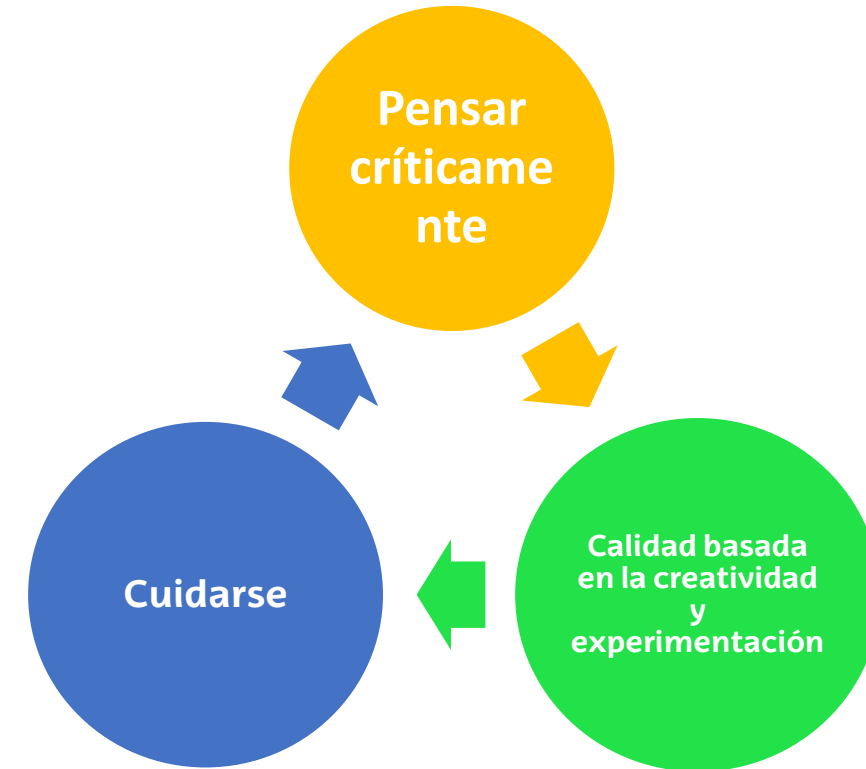 Pensar
críticame
nte
Cuidarse
Calidad basada
en la creatividad
y
experimentación